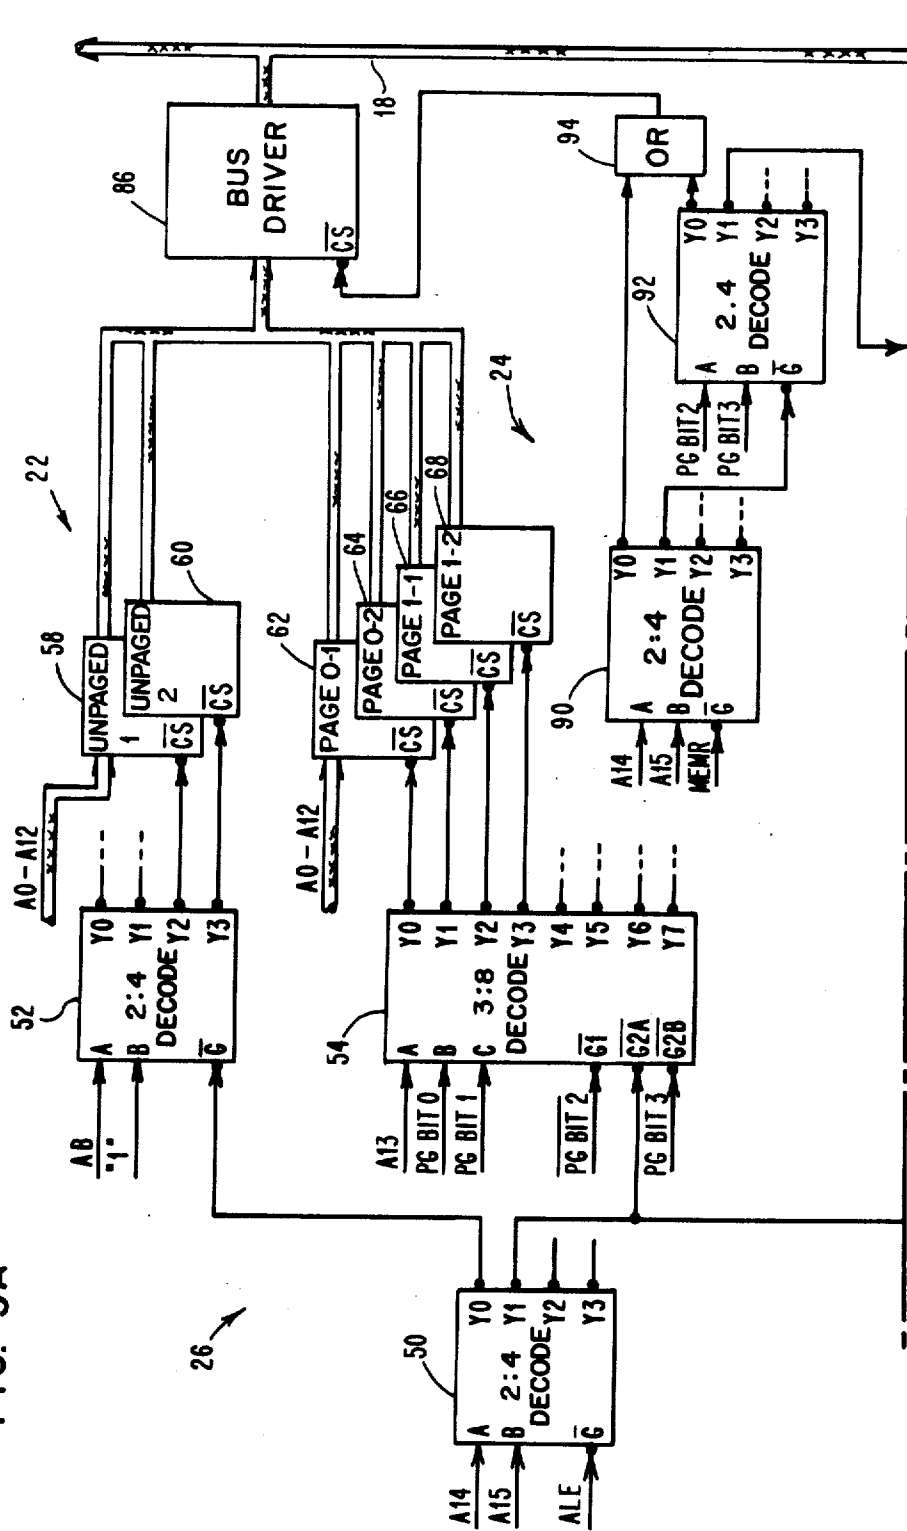 18
BUS
DRIVER
CS
86
94
OR
22
58
UNPAGED
1
CS
60
UNPAGED
2
CS
A0-A12
52
2:4
DECODE
A
B
G
Y0
Y1
Y2
Y3
AB
"1"
24
62
PAGE 0-1
CS
64
PAGE 0-2
CS
66
PAGE 1-1
CS
68
PAGE 1-2
CS
A0-A12
54
3:8
DECODE
A
B
C
G1
G2A
G2B
Y0
Y1
Y2
Y3
Y4
Y5
Y6
Y7
A13
PG BIT 0
PG BIT 1
PG BIT 2
PG BIT 3
92
2.4
DECODE
A
B
G
Y0
Y1
Y2
Y3
PG BIT2
PG BIT3
90
2:4
DECODE
A
B
G
Y0
Y1
Y2
Y3
A14
A15
MEMR
26
50
2:4
DECODE
A
B
G
Y0
Y1
Y2
Y3
A14
A15
ALE